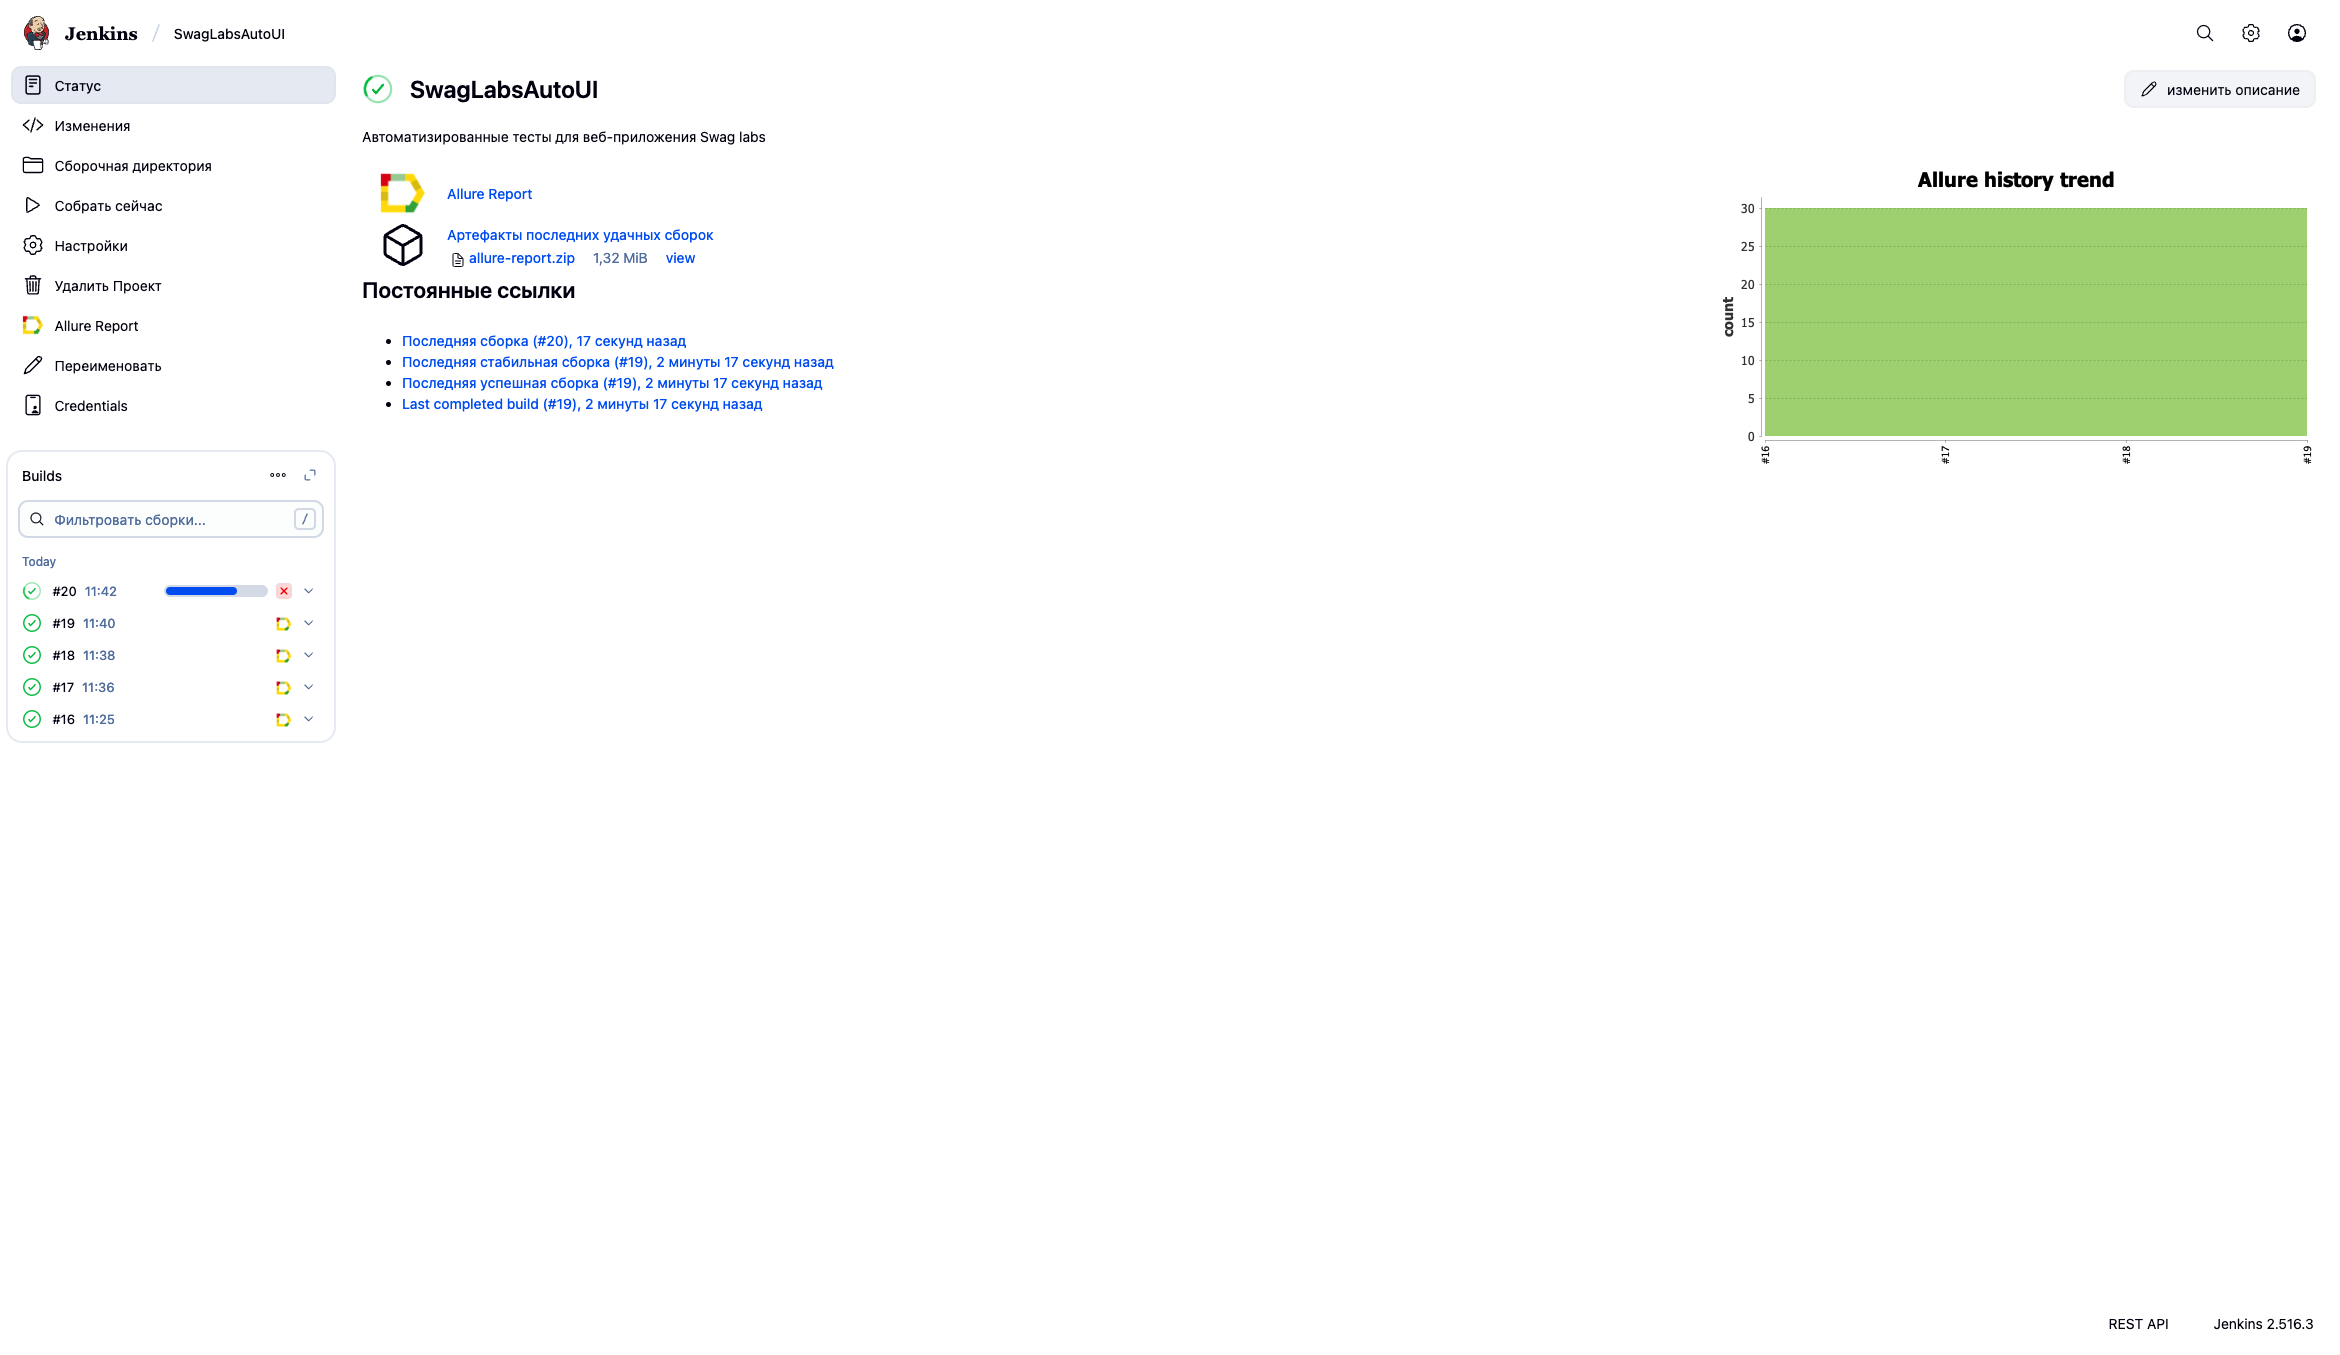 Jenkins / SwagLabsAutoUI
Статус
Изменения
Сборочная директория
Собрать сейчас
Настройки
Удалить Проект
Allure Report
Переименовать
Credentials
Builds
Фильтровать сборки... /
Today
#20 11:42
#19 11:40
#18 11:38
#17 11:36
#16 11:25
SwagLabsAutoUI
изменить описание
Автоматизированные тесты для веб-приложения Swag labs
Allure Report
Артефакты последних удачных сборок
allure-report.zip 1,32 MiB view
Постоянные ссылки
Последняя сборка (#20), 17 секунд назад
Последняя стабильная сборка (#19), 2 минуты 17 секунд назад
Последняя успешная сборка (#19), 2 минуты 17 секунд назад
Last completed build (#19), 2 минуты 17 секунд назад
Allure history trend
count
30
25
20
15
10
5
0
#16 #17 #18 #19
REST API Jenkins 2.516.3